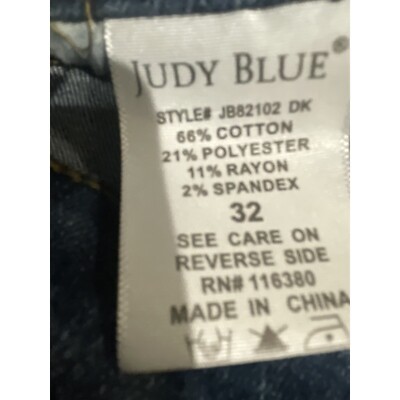 JUDY BLUE®
STYLE# JB82102 DK
66% COTTON
21% POLYESTER
11% RAYON
2% SPANDEX
32
SEE CARE ON
REVERSE SIDE
RN# 116380
MADE IN CHINA